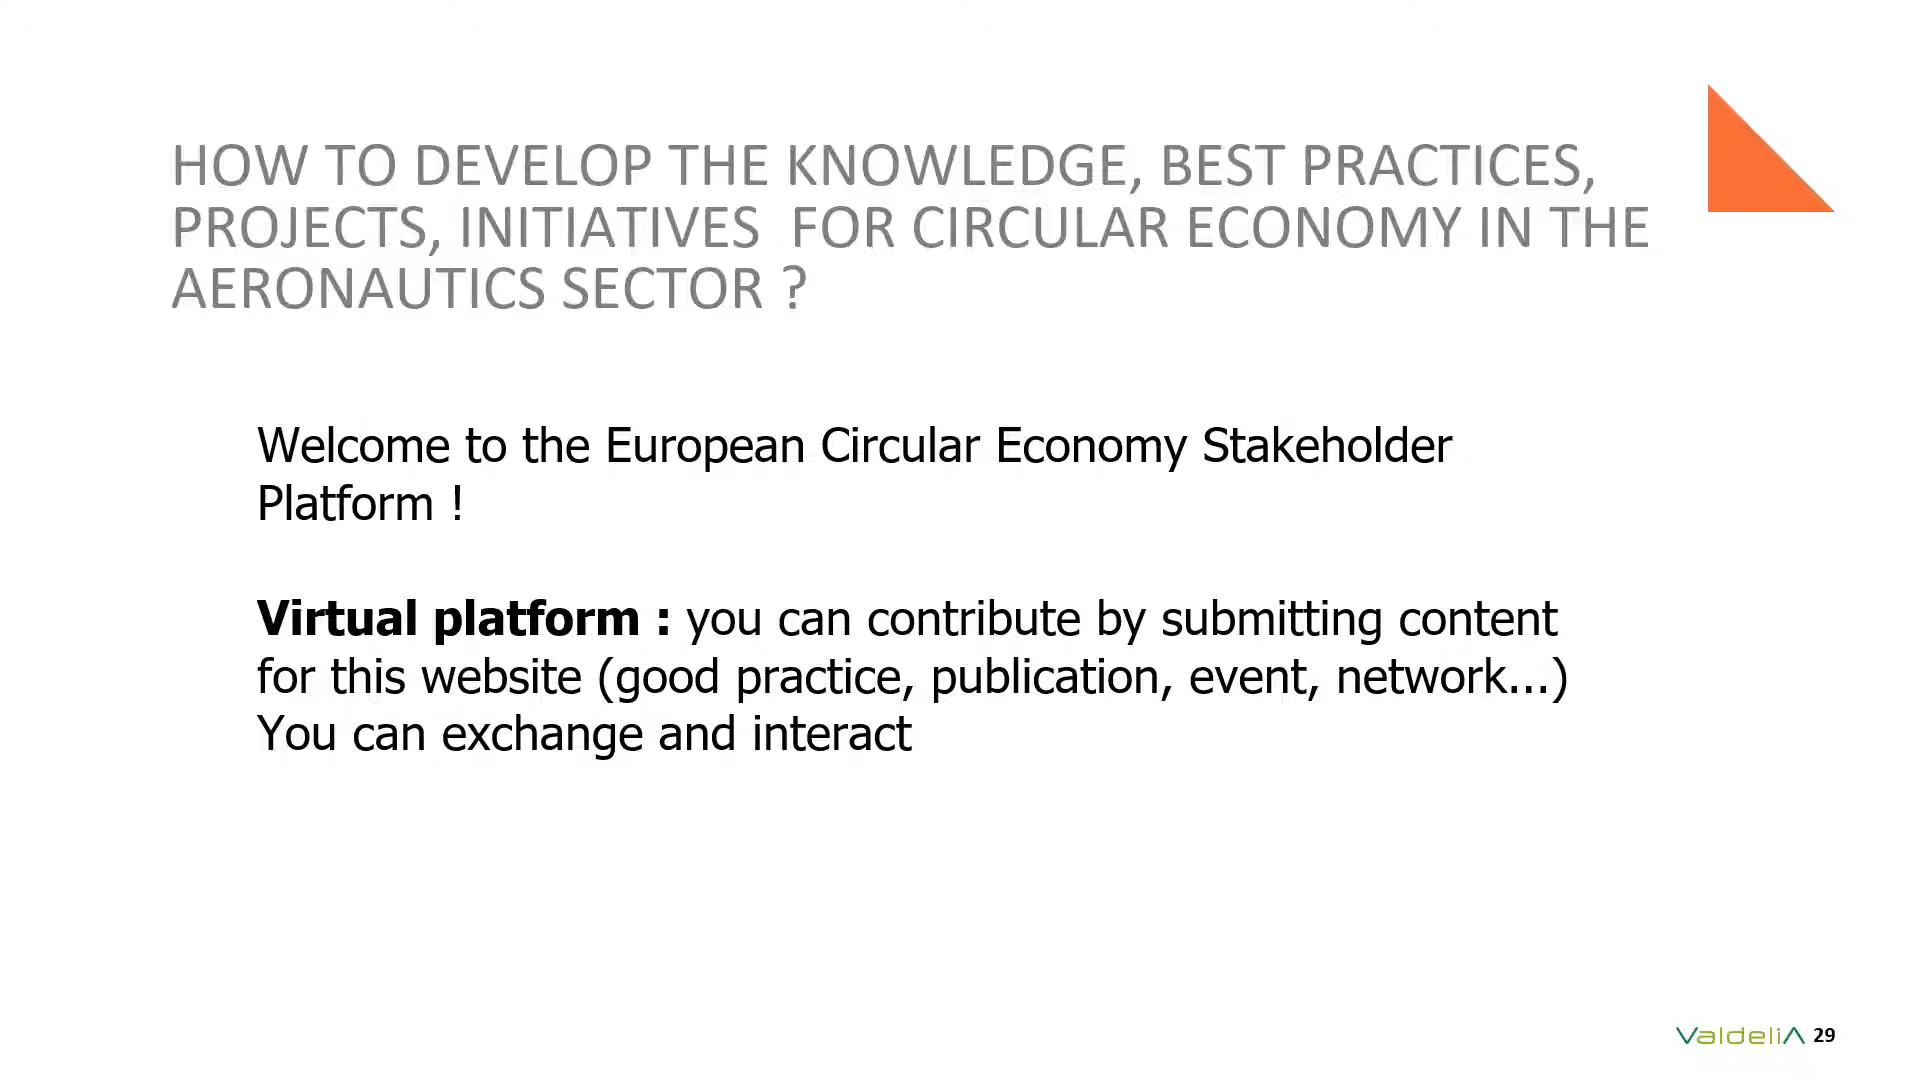 HOW TO DEVELOP THE KNOWLEDGE, BEST PRACTICES,
PROJECTS, INITIATIVES  FOR CIRCULAR ECONOMY IN THE
AERONAUTICS SECTOR ?
Welcome to the European Circular Economy Stakeholder
Platform !
Virtual platform : you can contribute by submitting content
for this website (good practice, publication, event, network...)
You can exchange and interact
ValdeliA 29